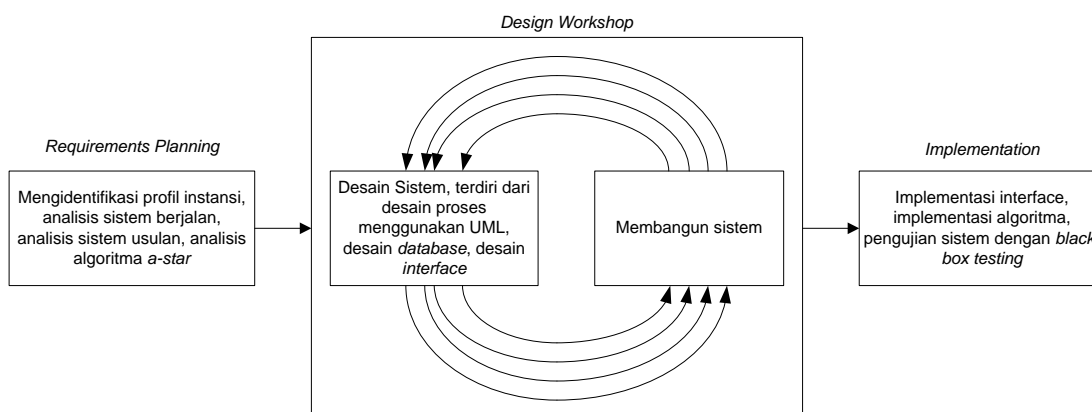 Design Workshop
Requirements Planning
Mengidentifikasi profil instansi,
analisis sistem berjalan,
analisis sistem usulan, analisis
algoritma a-star
Desain Sistem, terdiri dari
desain proses
menggunakan UML,
desain database, desain
interface
Membangun sistem
Implementation
Implementasi interface,
implementasi algoritma,
pengujian sistem dengan black
box testing